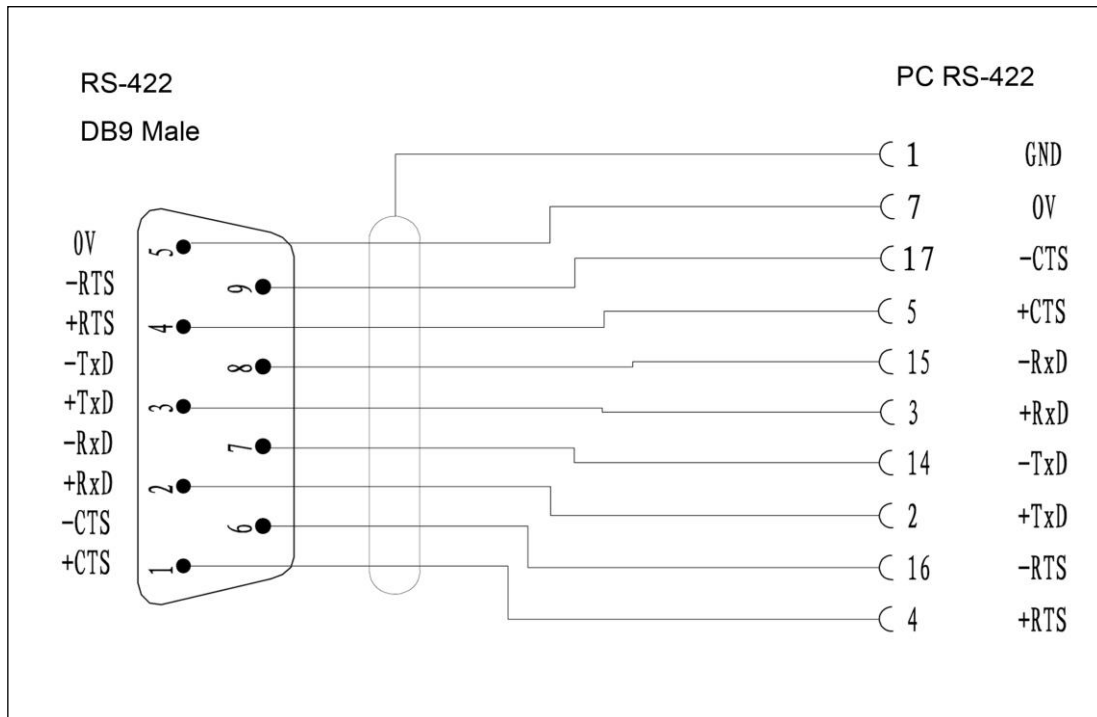 RS-422
DB9 Male
PC RS-422
1 GND
7 0V
17 -CTS
5 +CTS
15 -RxD
3 +RxD
14 -TxD
2 +TxD
16 -RTS
4 +RTS
0V 5
-RTS 9
+RTS 4
-TxD 8
+TxD 3
-RxD 7
+RxD 2
-CTS 6
+CTS 1